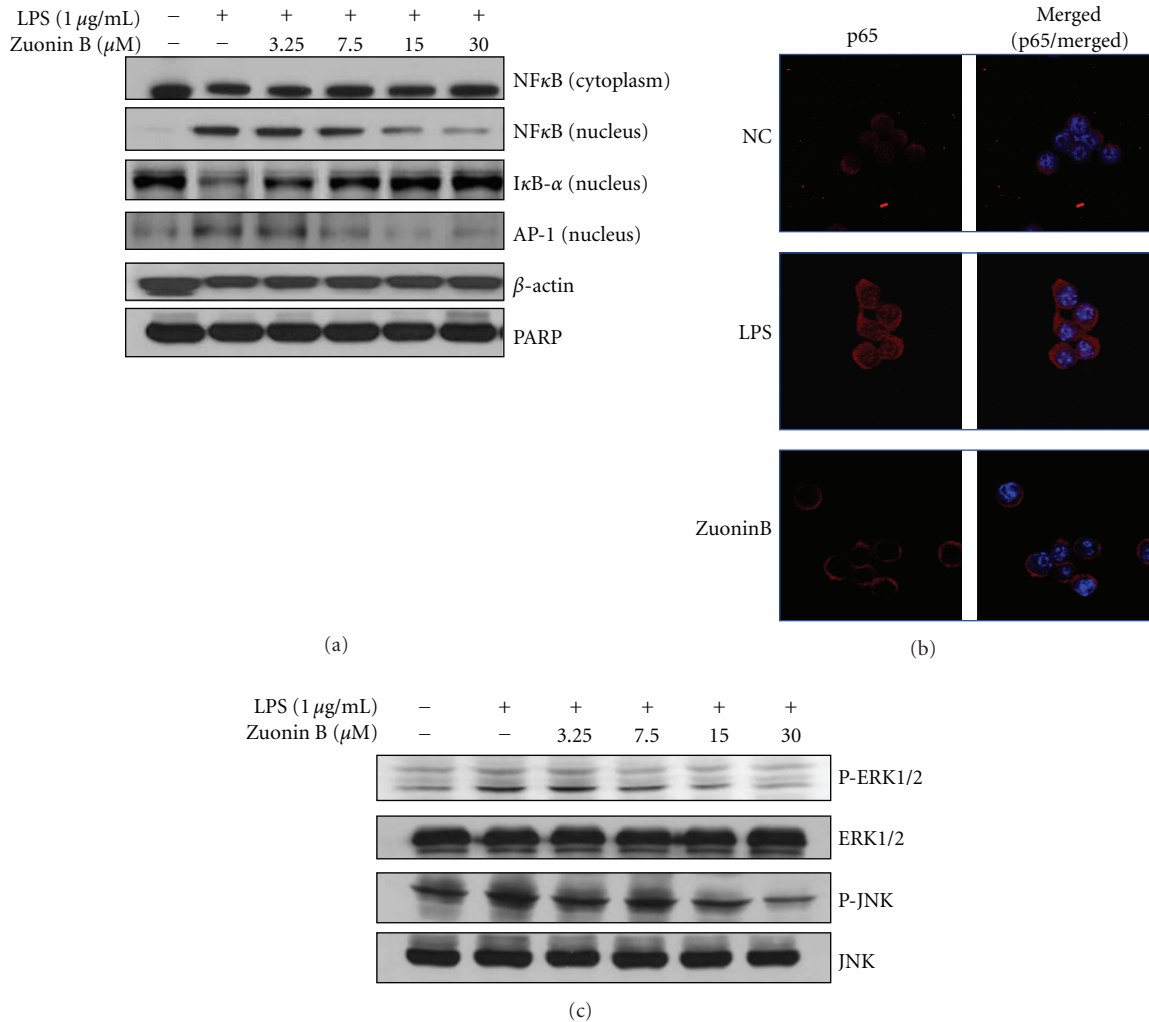 LPS (1 μg/mL) − + + + + +
Zuonin B (μM) − − 3.25 7.5 15 30
NFκB (cytoplasm)
NFκB (nucleus)
IκB-α (nucleus)
AP-1 (nucleus)
β-actin
PARP
(a)
p65
Merged
(p65/merged)
NC
LPS
ZuoninB
(b)
LPS (1 μg/mL) − + + + + +
Zuonin B (μM) − − 3.25 7.5 15 30
P-ERK1/2
ERK1/2
P-JNK
JNK
(c)